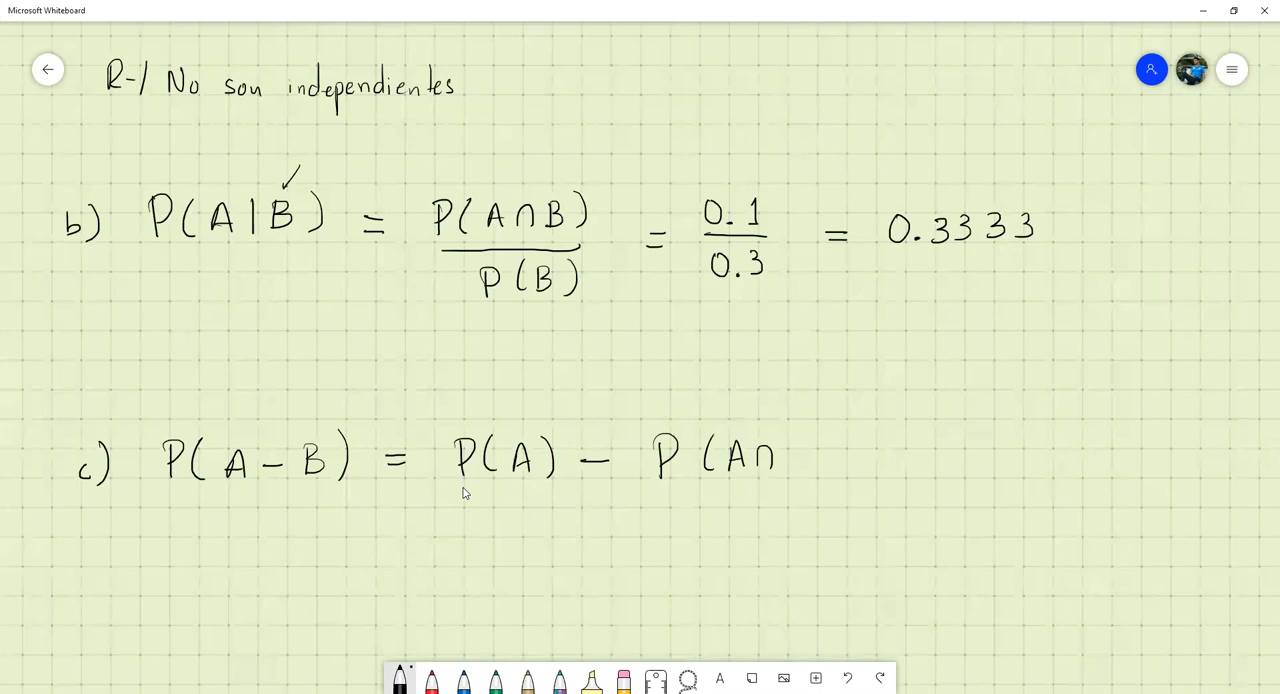 Microsoft Whiteboard
R-/ No son independientes
b) P(A|B) = P(A∩B) / P(B) = 0.1 / 0.3 = 0.3333
c) P(A-B) = P(A) - P(A∩
A